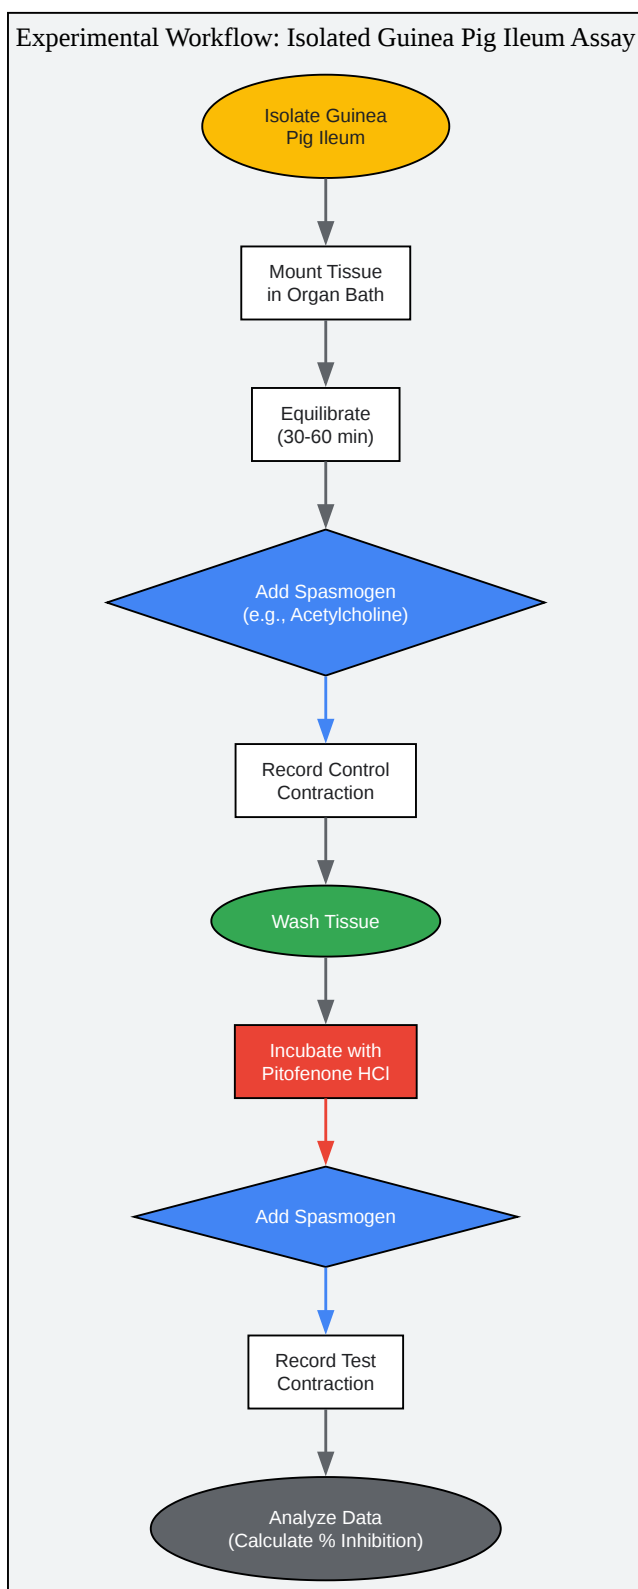 Experimental Workflow: Isolated Guinea Pig Ileum Assay
Isolate Guinea
Pig Ileum
Mount Tissue
in Organ Bath
Equilibrate
(30-60 min)
Add Spasmogen
(e.g., Acetylcholine)
Record Control
Contraction
Wash Tissue
Incubate with
Pitofenone HCl
Add Spasmogen
Record Test
Contraction
Analyze Data
(Calculate % Inhibition)